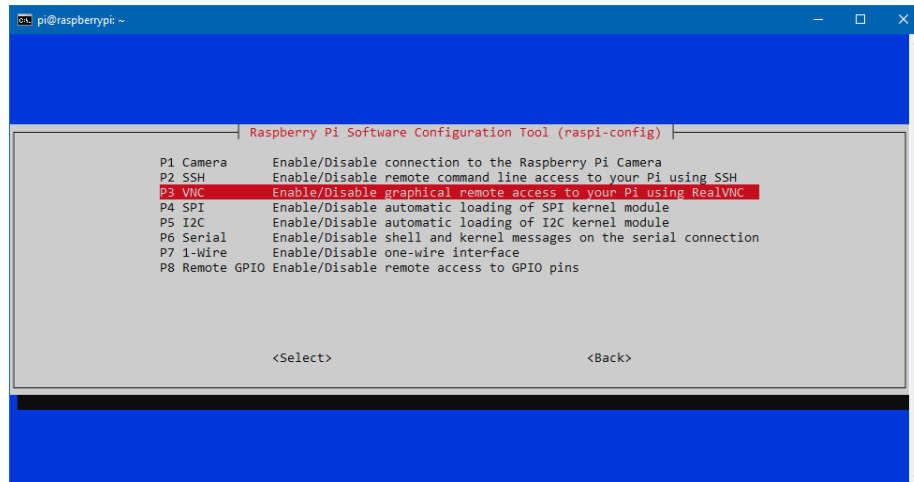 pi@raspberrypi: ~
Raspberry Pi Software Configuration Tool (raspi-config)
P1 Camera Enable/Disable connection to the Raspberry Pi Camera
P2 SSH Enable/Disable remote command line access to your Pi using SSH
P3 VNC Enable/Disable graphical remote access to your Pi using RealVNC
P4 SPI Enable/Disable automatic loading of SPI kernel module
P5 I2C Enable/Disable automatic loading of I2C kernel module
P6 Serial Enable/Disable shell and kernel messages on the serial connection
P7 1-Wire Enable/Disable one-wire interface
P8 Remote GPIO Enable/Disable remote access to GPIO pins
<Select> <Back>